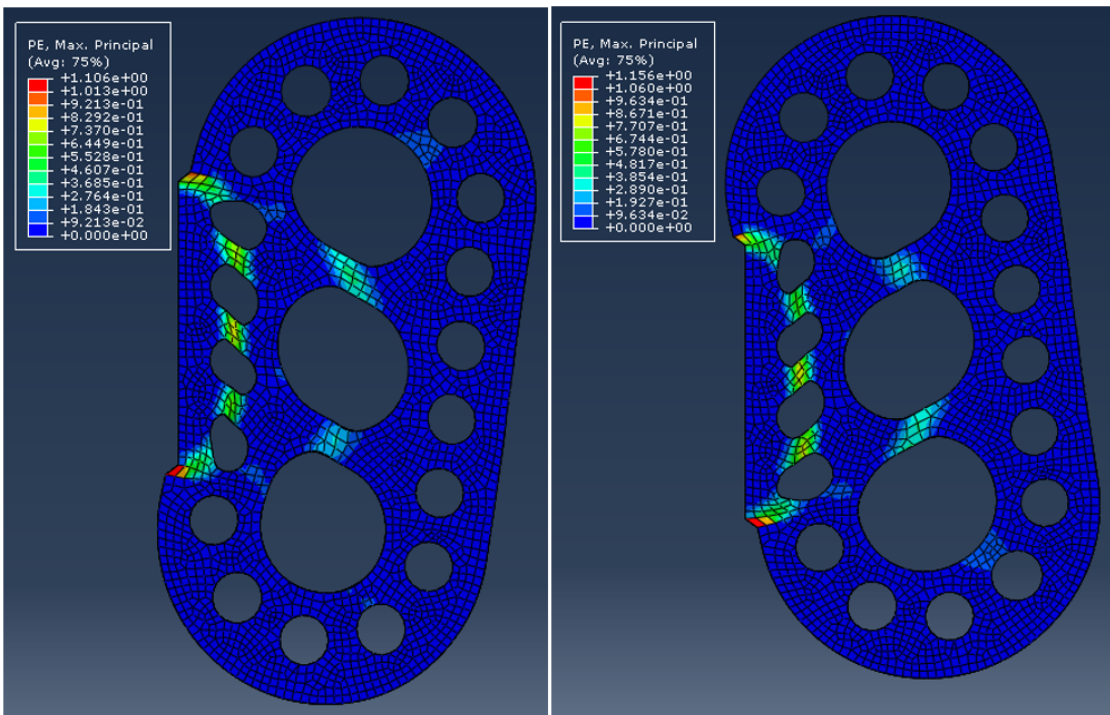 PE, Max. Principal
(Avg: 75%)
+1.106e+00
+1.013e+00
+9.213e-01
+8.292e-01
+7.370e-01
+6.449e-01
+5.528e-01
+4.607e-01
+3.685e-01
+2.764e-01
+1.843e-01
+9.213e-02
+0.000e+00
PE, Max. Principal
(Avg: 75%)
+1.156e+00
+1.060e+00
+9.634e-01
+8.671e-01
+7.707e-01
+6.744e-01
+5.780e-01
+4.817e-01
+3.854e-01
+2.890e-01
+1.927e-01
+9.634e-02
+0.000e+00